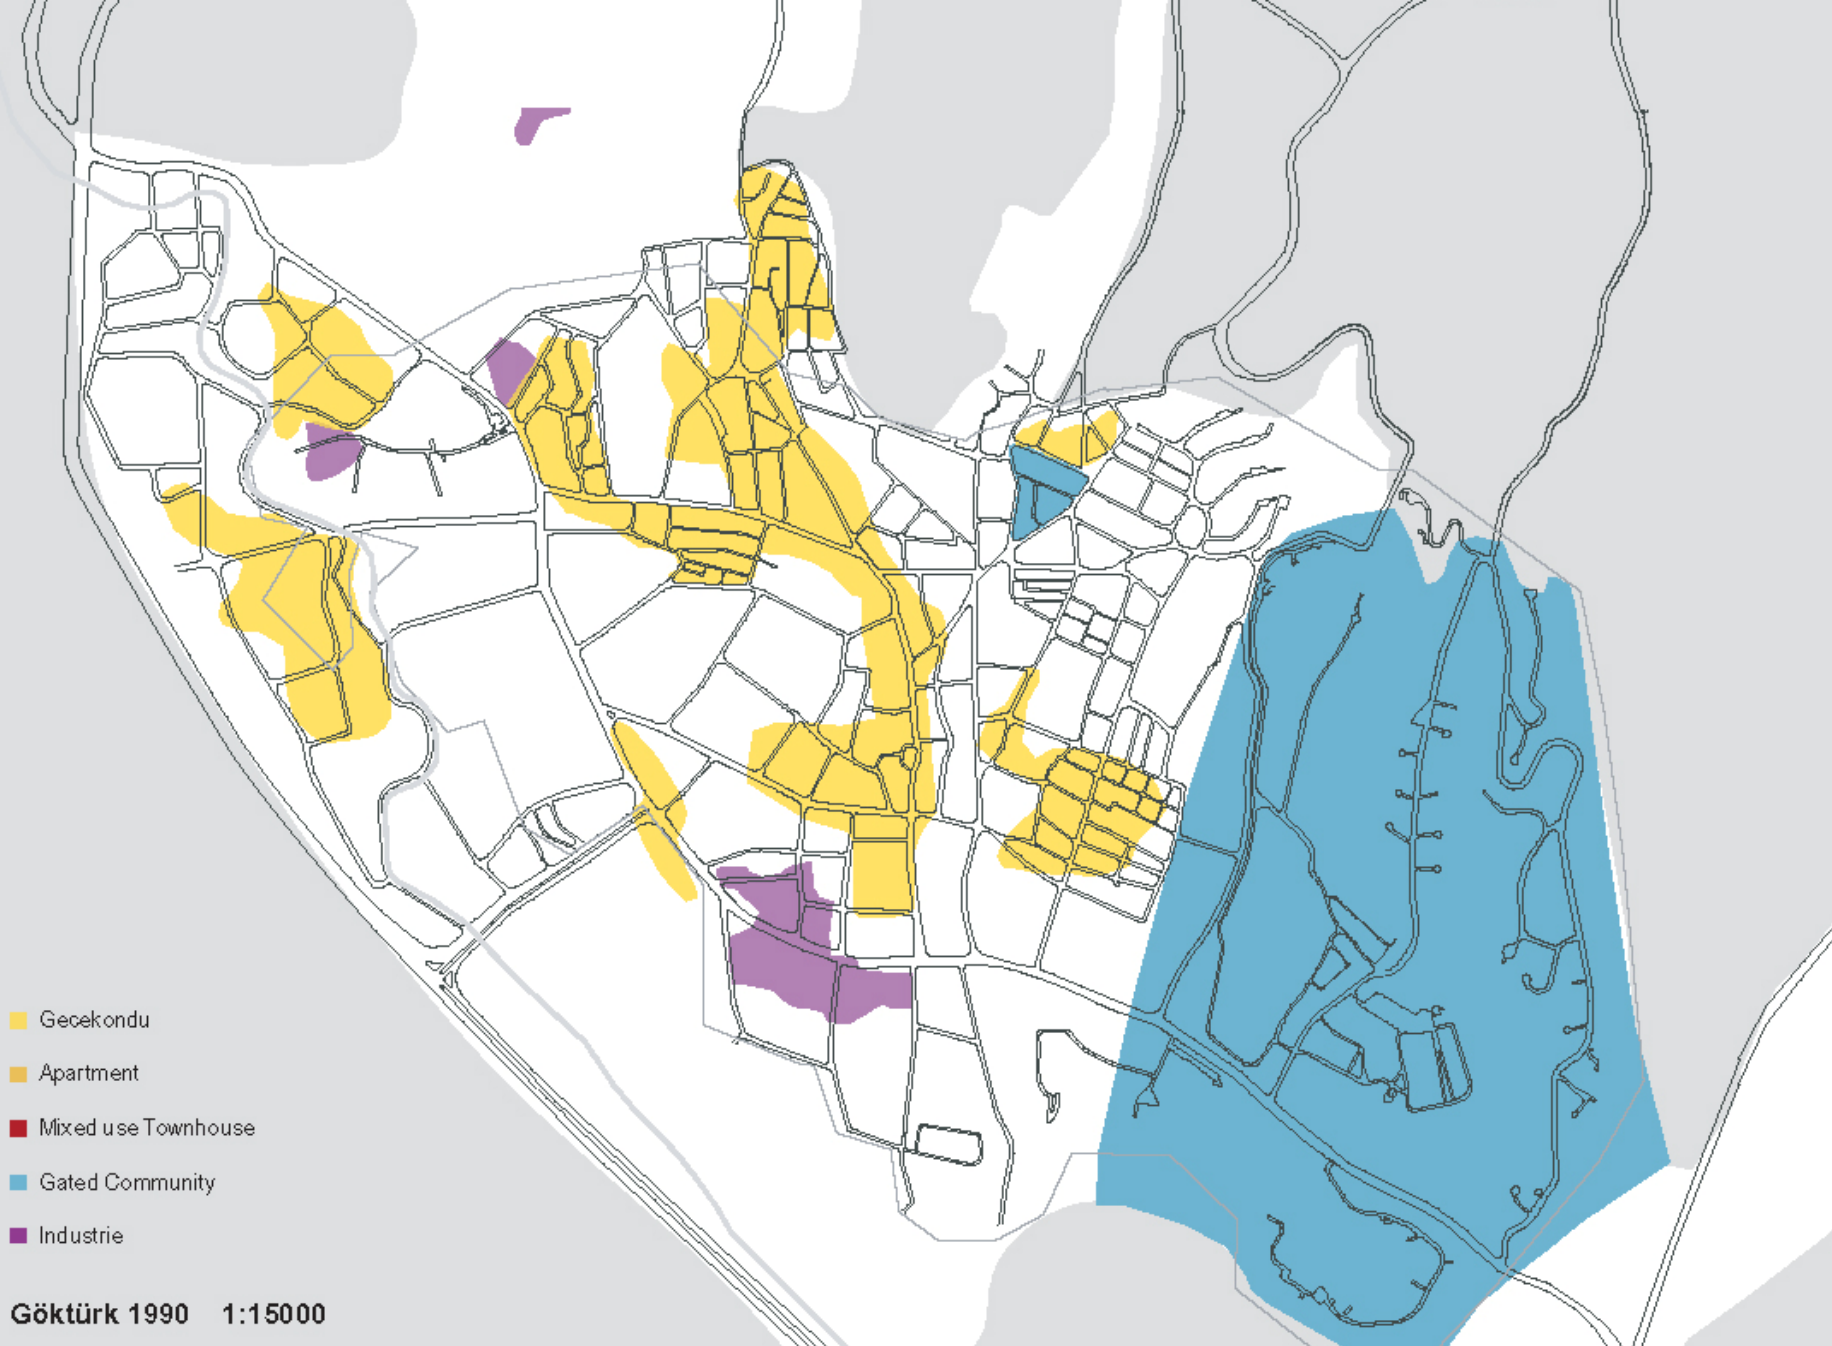 Gecekondu
Apartment
Mixed use Townhouse
Gated Community
Industrie
Göktürk 1990 1:15000